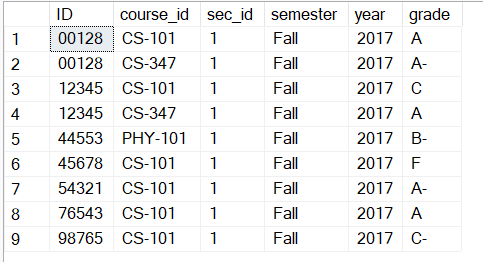 ID course_id sec_id semester year grade
1 00128 CS-101 1 Fall 2017 A
2 00128 CS-347 1 Fall 2017 A-
3 12345 CS-101 1 Fall 2017 C
4 12345 CS-347 1 Fall 2017 A
5 44553 PHY-101 1 Fall 2017 B-
6 45678 CS-101 1 Fall 2017 F
7 54321 CS-101 1 Fall 2017 A-
8 76543 CS-101 1 Fall 2017 A
9 98765 CS-101 1 Fall 2017 C-